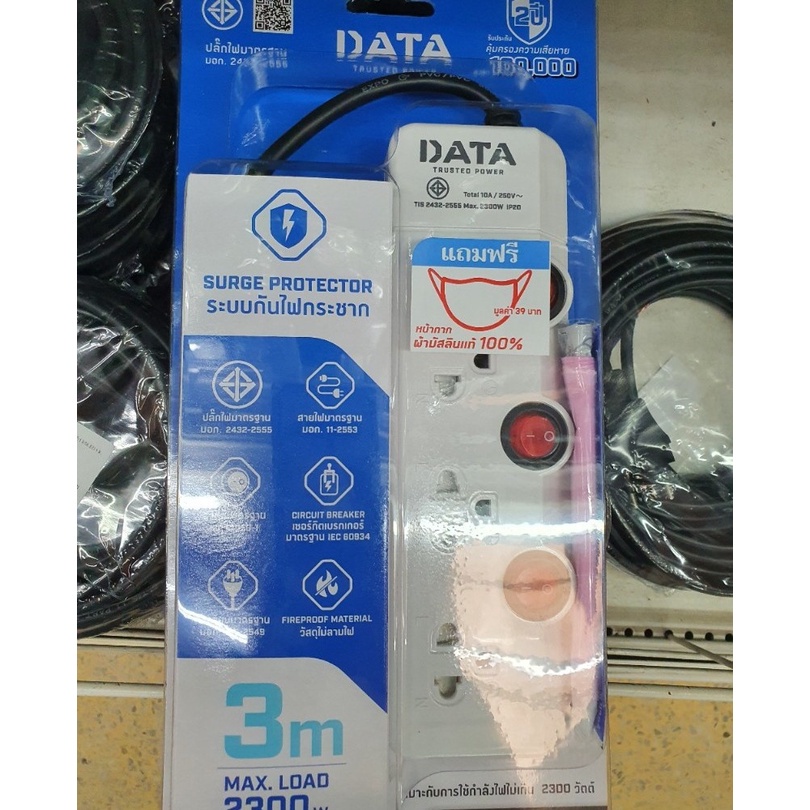 ปลั๊กไฟมาตรฐาน
มอก. 2432-2555
DATA
TRUSTED POWER
2 ปี
รับประกัน
คุ้มครองความเสียหาย
100,000
DATA
TRUSTED POWER
Total 10A / 250V~
TIS 2432-2555 Max. 2300W IP20
แถมฟรี
มูลค่า 39 บาท
หน้ากาก
ผ้ามัสลินแท้ 100%
SURGE PROTECTOR
ระบบกันไฟกระชาก
ปลั๊กไฟมาตรฐาน
มอก. 2432-2555
สายไฟมาตรฐาน
มอก. 11-2553
CIRCUIT BREAKER
เซอร์กิตเบรกเกอร์
มาตรฐาน IEC 60934
FIREPROOF MATERIAL
วัสดุไม่ลามไฟ
3m
MAX. LOAD
2300W
เหมาะกับการใช้กำลังไฟไม่เกิน 2300 วัตต์